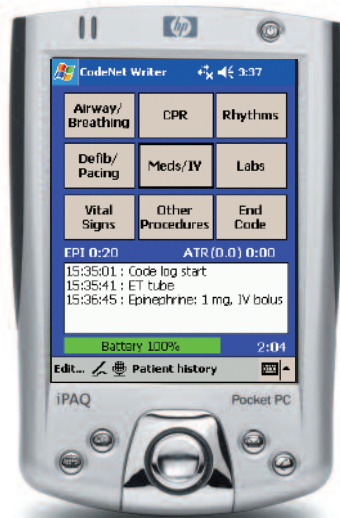 hp
CodeNet Writer 3:37
Airway/
Breathing
CPR
Rhythms
Defib/
Pacing
Meds/IV
Labs
Vital
Signs
Other
Procedures
End
Code
EPI 0:20 ATR(0.0) 0:00
15:35:01 : Code log start
15:35:41 : ET tube
15:36:45 : Epinephrine: 1 mg, IV bolus
Battery 100% 2:04
Edit... Patient history
iPAQ Pocket PC